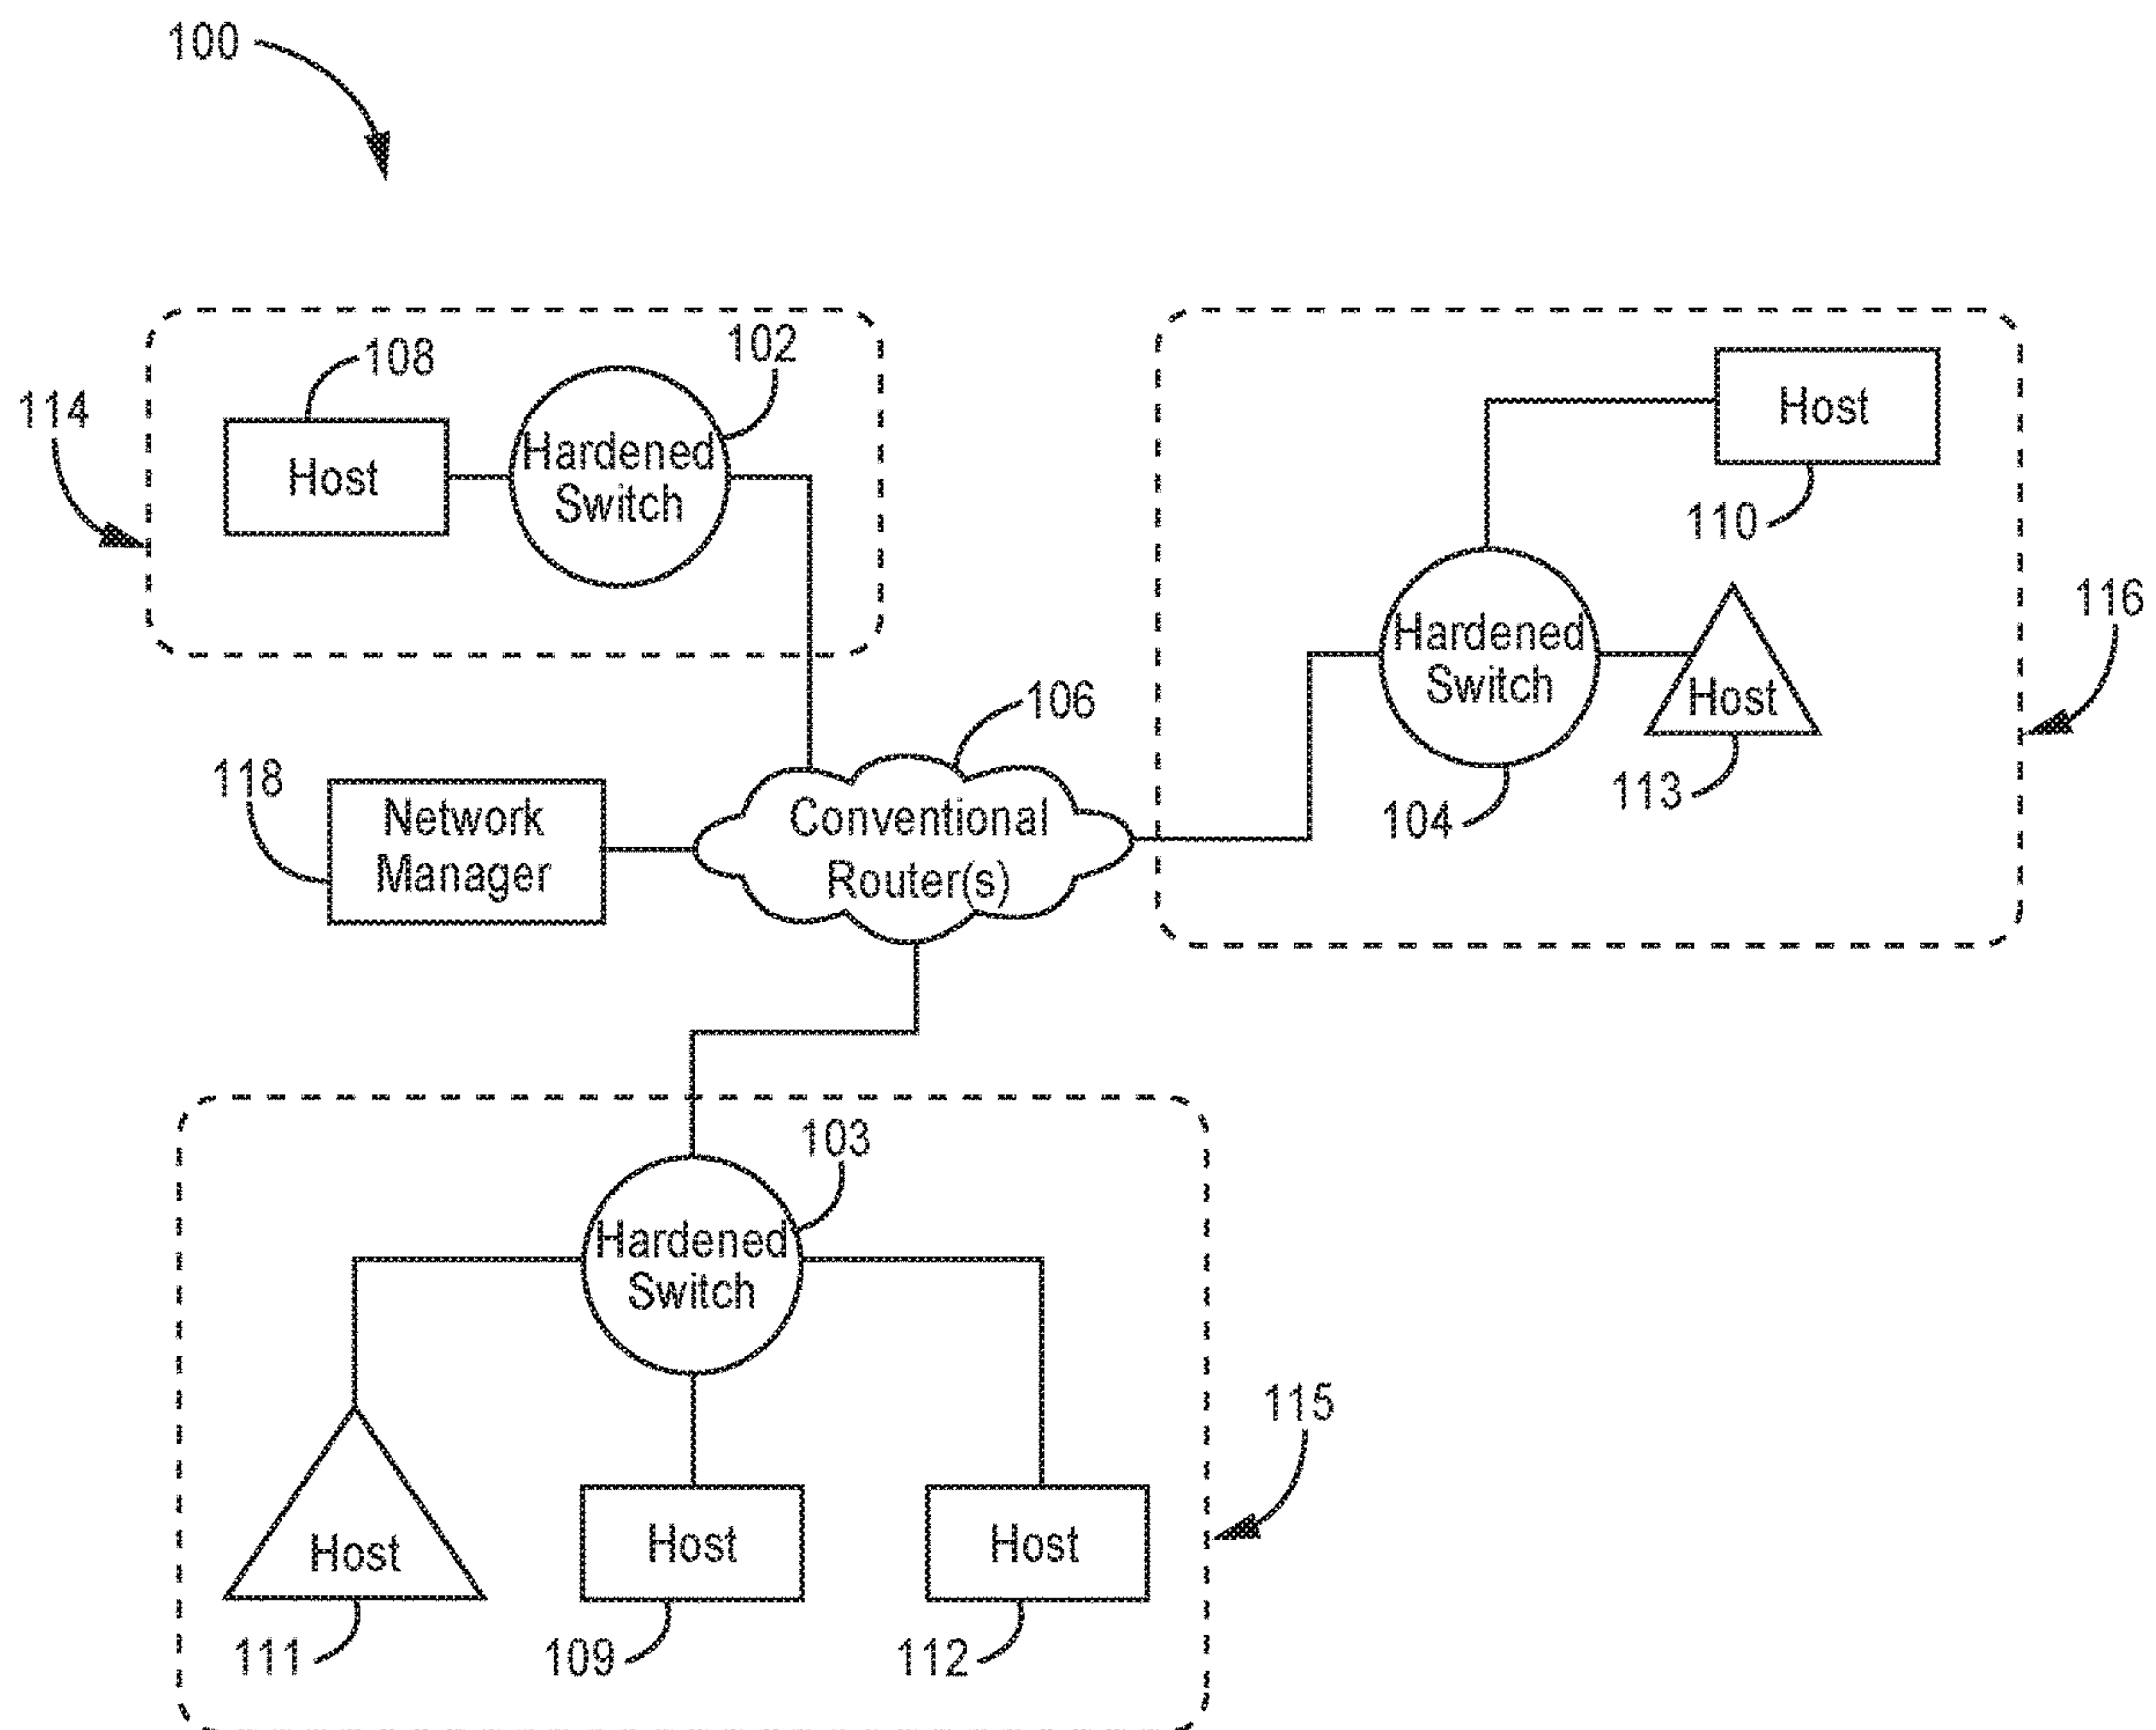 100
114
108
102
Host
Hardened
Switch
Host
110
Hardened
Switch
Host
116
104
113
106
118
Network
Manager
Conventional
Router(s)
103
Hardened
Switch
115
Host
Host
Host
111
109
112